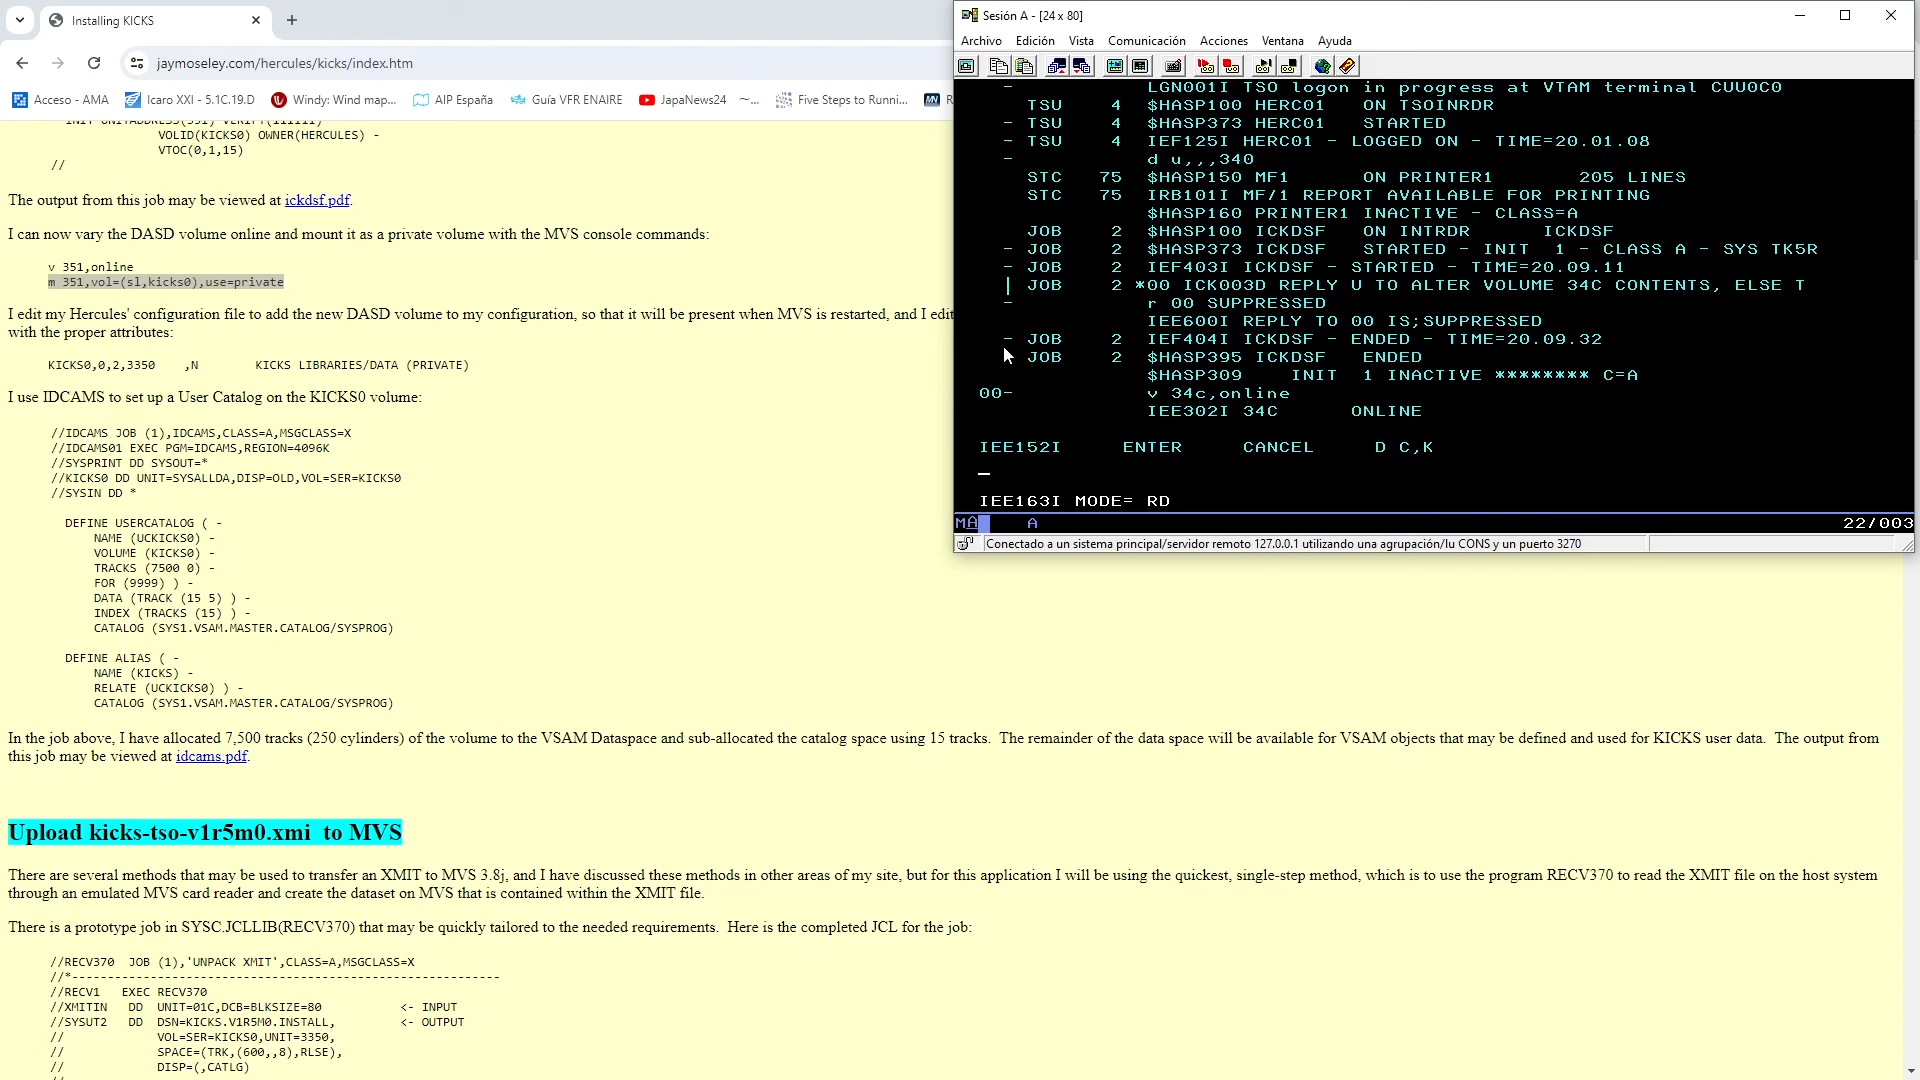 Installing KICKS
jaymoseley.com/hercules/kicks/index.htm
Acceso - AMA
Icaro XXI - 5.1C.19.D
Windy: Wind map...
AIP España
Guía VFR ENAIRE
JapaNews24 ~...
Five Steps to Runni...
VOLID(KICKS0) OWNER(HERCULES) -
VTOC(0,1,15)
//
The output from this job may be viewed at ickdsf.pdf.
I can now vary the DASD volume online and mount it as a private volume with the MVS console commands:
v 351,online
m 351,vol=(sl,kicks0),use=private
I edit my Hercules' configuration file to add the new DASD volume to my configuration, so that it will be present when MVS is restarted, and I edit
with the proper attributes:
KICKS0,0,2,3350    ,N        KICKS LIBRARIES/DATA (PRIVATE)
I use IDCAMS to set up a User Catalog on the KICKS0 volume:
//IDCAMS JOB (1),IDCAMS,CLASS=A,MSGCLASS=X
//IDCAMS01 EXEC PGM=IDCAMS,REGION=4096K
//SYSPRINT DD SYSOUT=*
//KICKS0 DD UNIT=SYSALLDA,DISP=OLD,VOL=SER=KICKS0
//SYSIN DD *
DEFINE USERCATALOG ( -
NAME (UCKICKS0) -
VOLUME (KICKS0) -
TRACKS (7500 0) -
FOR (9999) ) -
DATA (TRACK (15 5) ) -
INDEX (TRACKS (15) ) -
CATALOG (SYS1.VSAM.MASTER.CATALOG/SYSPROG)
DEFINE ALIAS ( -
NAME (KICKS) -
RELATE (UCKICKS0) ) -
CATALOG (SYS1.VSAM.MASTER.CATALOG/SYSPROG)
In the job above, I have allocated 7,500 tracks (250 cylinders) of the volume to the VSAM Dataspace and sub-allocated the catalog space using 15 tracks.  The remainder of the data space will be available for VSAM objects that may be defined and used for KICKS user data.  The output from
this job may be viewed at idcams.pdf.
Upload kicks-tso-v1r5m0.xmi  to MVS
There are several methods that may be used to transfer an XMIT to MVS 3.8j, and I have discussed these methods in other areas of my site, but for this application I will be using the quickest, single-step method, which is to use the program RECV370 to read the XMIT file on the host system
through an emulated MVS card reader and create the dataset on MVS that is contained within the XMIT file.
There is a prototype job in SYSC.JCLLIB(RECV370) that may be quickly tailored to the needed requirements.  Here is the completed JCL for the job:
//RECV370  JOB (1),'UNPACK XMIT',CLASS=A,MSGCLASS=X
//*---------------------------------------------------------
//RECV1   EXEC RECV370
//XMITIN   DD  UNIT=01C,DCB=BLKSIZE=80          <- INPUT
//SYSUT2   DD  DSN=KICKS.V1R5M0.INSTALL,        <- OUTPUT
//             VOL=SER=KICKS0,UNIT=3350,
//             SPACE=(TRK,(600,,8),RLSE),
//             DISP=(,CATLG)
Sesión A - [24 x 80]
Archivo Edición Vista Comunicación Acciones Ventana Ayuda
- LGN001I TSO logon in progress at VTAM terminal CUU0C0
TSU 4 $HASP100 HERC01 ON TSOINRDR
- TSU 4 $HASP373 HERC01 STARTED
- TSU 4 IEF125I HERC01 - LOGGED ON - TIME=20.01.08
- d u,,,340
STC 75 $HASP150 MF1 ON PRINTER1 205 LINES
STC 75 IRB101I MF/1 REPORT AVAILABLE FOR PRINTING
$HASP160 PRINTER1 INACTIVE - CLASS=A
JOB 2 $HASP100 ICKDSF ON INTRDR ICKDSF
- JOB 2 $HASP373 ICKDSF STARTED - INIT 1 - CLASS A - SYS TK5R
- JOB 2 IEF403I ICKDSF - STARTED - TIME=20.09.11
| JOB 2 *00 ICK003D REPLY U TO ALTER VOLUME 34C CONTENTS, ELSE T
- r 00 SUPPRESSED
IEE600I REPLY TO 00 IS;SUPPRESSED
- JOB 2 IEF404I ICKDSF - ENDED - TIME=20.09.32
JOB 2 $HASP395 ICKDSF ENDED
$HASP309 INIT 1 INACTIVE ******** C=A
00- v 34c,online
IEE302I 34C ONLINE
IEE152I ENTER CANCEL D C,K
IEE163I MODE= RD
MA A 22/003
Conectado a un sistema principal/servidor remoto 127.0.0.1 utilizando una agrupación/lu CONS y un puerto 3270